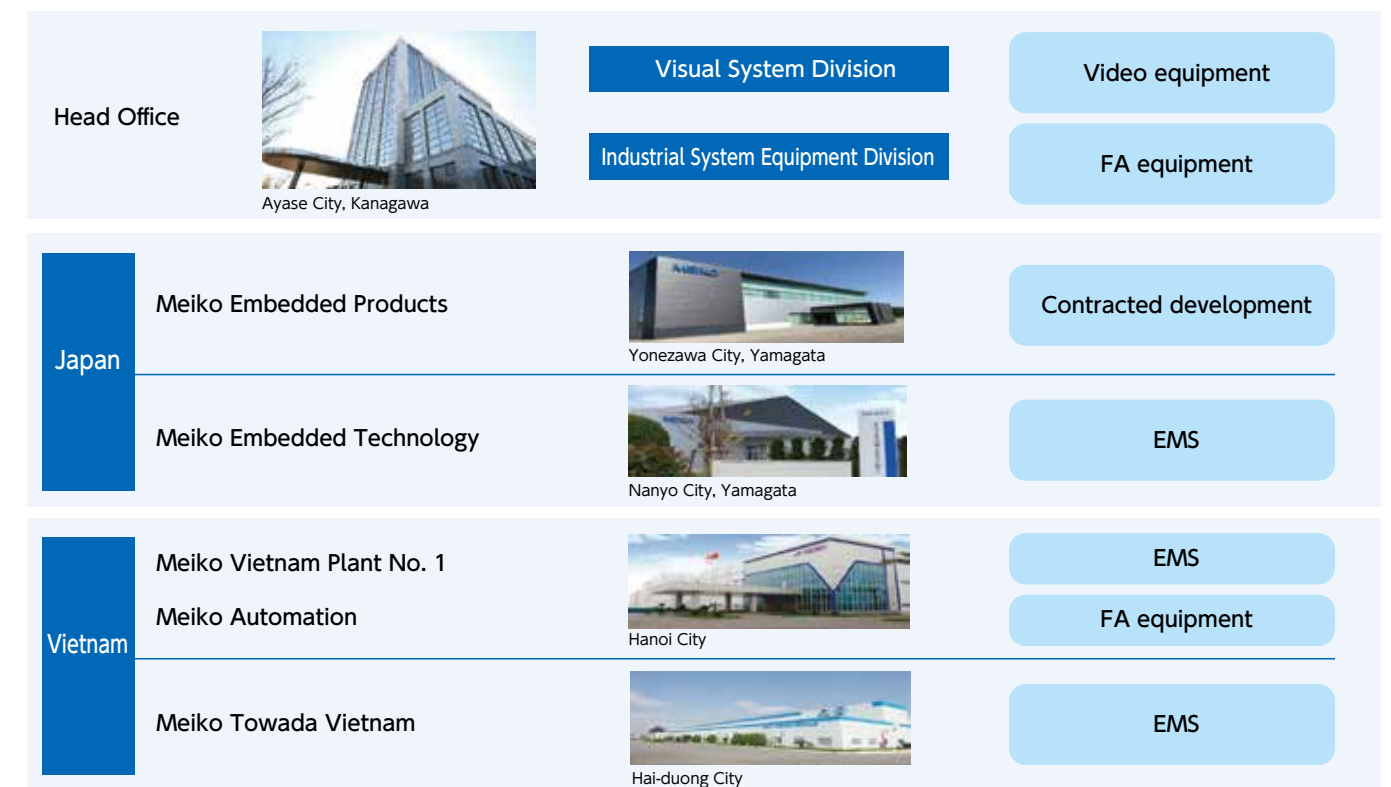 Head Office
Ayase City, Kanagawa
Visual System Division
Video equipment
Industrial System Equipment Division
FA equipment
Japan
Meiko Embedded Products
Yonezawa City, Yamagata
Contracted development
Meiko Embedded Technology
Nanyo City, Yamagata
EMS
Vietnam
Meiko Vietnam Plant No. 1
EMS
Meiko Automation
Hanoi City
FA equipment
Meiko Towada Vietnam
Hai-duong City
EMS